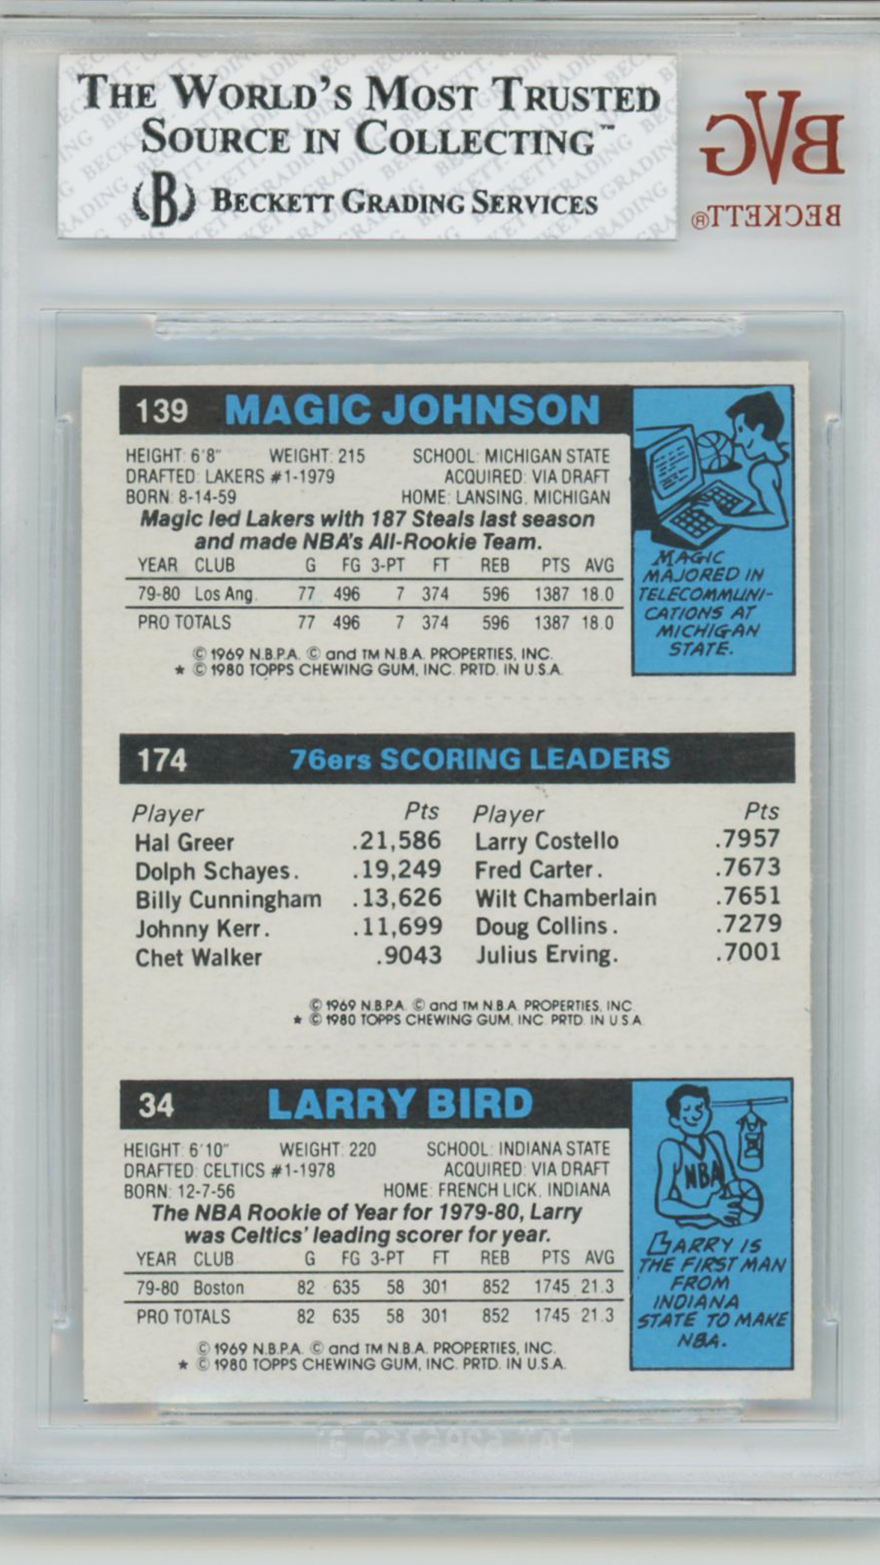 THE WORLD'S MOST TRUSTED
SOURCE IN COLLECTING™
(B) BECKETT GRADING SERVICES
BVG
BECKETT®
139 MAGIC JOHNSON
HEIGHT: 6'8" WEIGHT: 215 SCHOOL: MICHIGAN STATE
DRAFTED: LAKERS #1-1979 ACQUIRED: VIA DRAFT
BORN: 8-14-59 HOME: LANSING, MICHIGAN
Magic led Lakers with 187 Steals last season
and made NBA's All-Rookie Team.
YEAR CLUB G FG 3-PT FT REB PTS AVG
79-80 Los Ang. 77 496 7 374 596 1387 18.0
PRO TOTALS 77 496 7 374 596 1387 18.0
© 1969 N.B.P.A. © and TM N.B.A. PROPERTIES, INC.
★ © 1980 TOPPS CHEWING GUM, INC. PRTD. IN U.S.A.
MAGIC
MAJORED IN
TELECOMMUNI-
CATIONS AT
MICHIGAN
STATE.
174 76ers SCORING LEADERS
Player Pts Player Pts
Hal Greer .21,586 Larry Costello .7957
Dolph Schayes. .19,249 Fred Carter. .7673
Billy Cunningham .13,626 Wilt Chamberlain .7651
Johnny Kerr. .11,699 Doug Collins. .7279
Chet Walker .9043 Julius Erving. .7001
© 1969 N.B.P.A. © and TM N.B.A. PROPERTIES, INC.
★ © 1980 TOPPS CHEWING GUM, INC. PRTD. IN U.S.A.
34 LARRY BIRD
HEIGHT: 6'10" WEIGHT: 220 SCHOOL: INDIANA STATE
DRAFTED: CELTICS #1-1978 ACQUIRED: VIA DRAFT
BORN: 12-7-56 HOME: FRENCH LICK, INDIANA
The NBA Rookie of Year for 1979-80, Larry
was Celtics' leading scorer for year.
YEAR CLUB G FG 3-PT FT REB PTS AVG
79-80 Boston 82 635 58 301 852 1745 21.3
PRO TOTALS 82 635 58 301 852 1745 21.3
© 1969 N.B.P.A. © and TM N.B.A. PROPERTIES, INC.
★ © 1980 TOPPS CHEWING GUM, INC. PRTD. IN U.S.A.
NBA
LARRY IS
THE FIRST MAN
FROM
INDIANA
STATE TO MAKE
NBA.